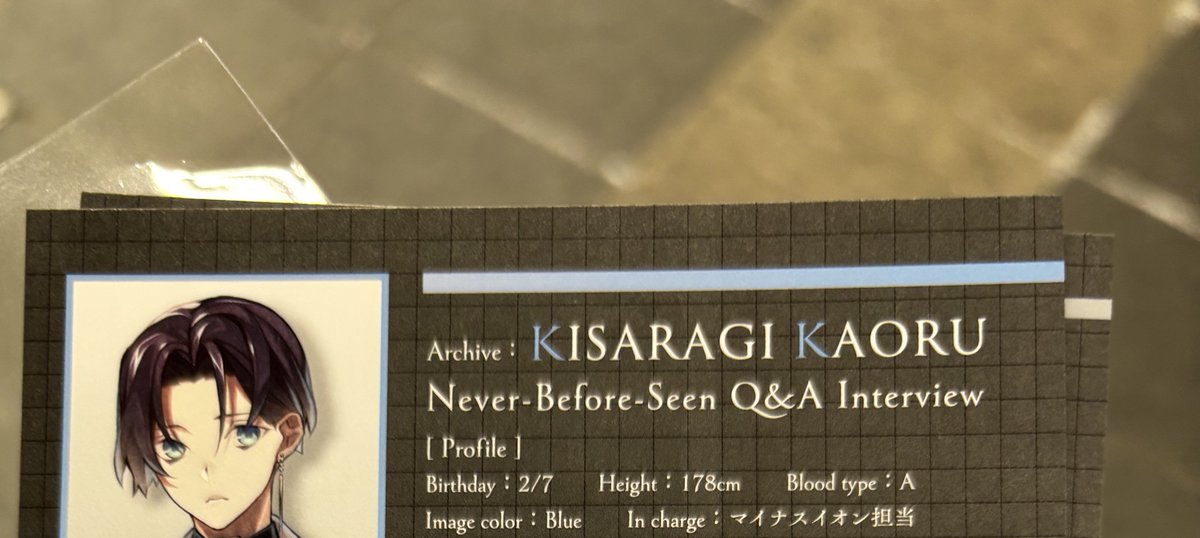 Archive：KISARAGI KAORU
Never-Before-Seen Q&A Interview
[ Profile ]
Birthday：2/7 Height：178cm Blood type：A
Image color：Blue In charge：マイナスイオン担当